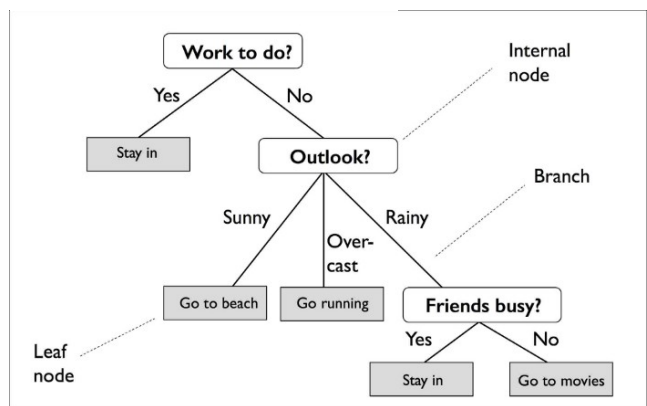 Work to do?
Internal
node
Yes
No
Stay in
Outlook?
Branch
Sunny
Over-
cast
Rainy
Go to beach
Go running
Friends busy?
Leaf
node
Yes
No
Stay in
Go to movies